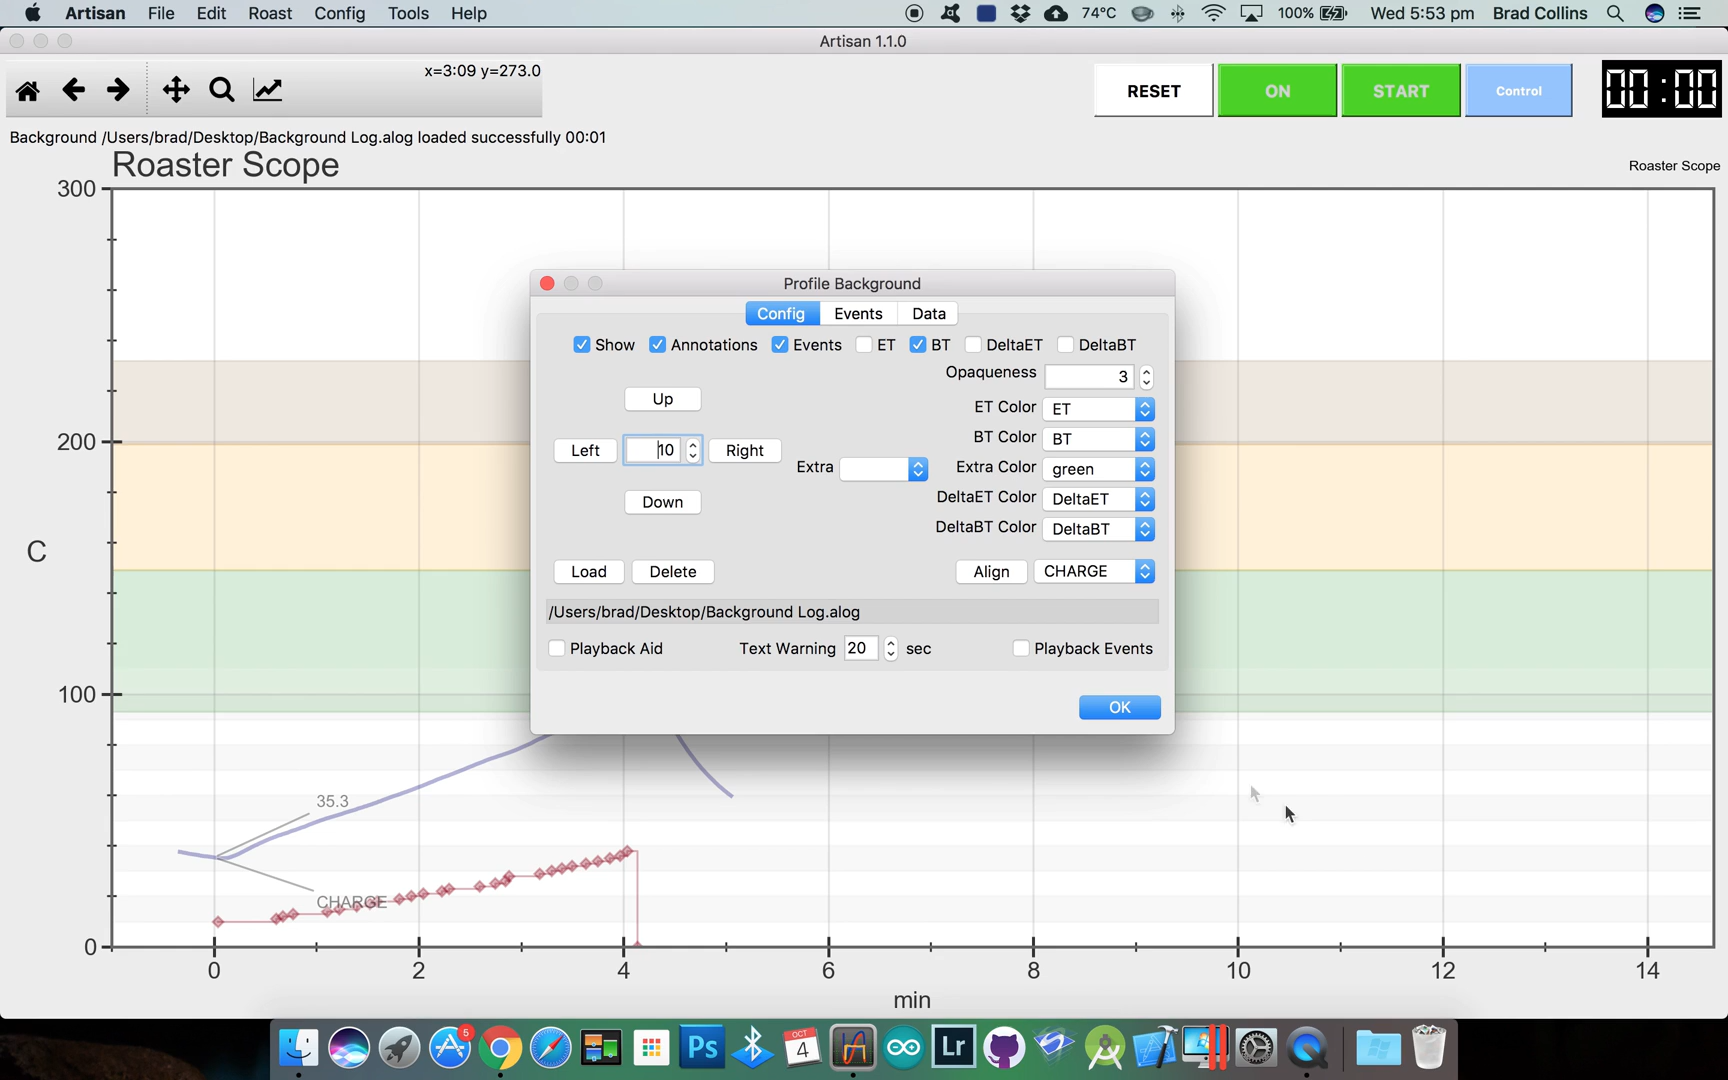 Artisan File Edit Roast Config Tools Help 74°C 100% Wed 5:53 pm Brad Collins
Artisan 1.1.0
x=3:09 y=273.0
RESET ON START Control 00:00
Background /Users/brad/Desktop/Background Log.alog loaded successfully 00:01
Roaster Scope
Roaster Scope
300
200
100
0
C
Profile Background
Config Events Data
Show Annotations Events ET BT DeltaET DeltaBT
Opaqueness 3
Up
ET Color ET
BT Color BT
Left 10 Right
Extra
Extra Color green
DeltaET Color DeltaET
Down
DeltaBT Color DeltaBT
Load Delete Align CHARGE
/Users/brad/Desktop/Background Log.alog
Playback Aid Text Warning 20 sec Playback Events
OK
35.3
CHARGE
0 2 4 6 8 10 12 14
min
5
Ps
OCT
4
Lr